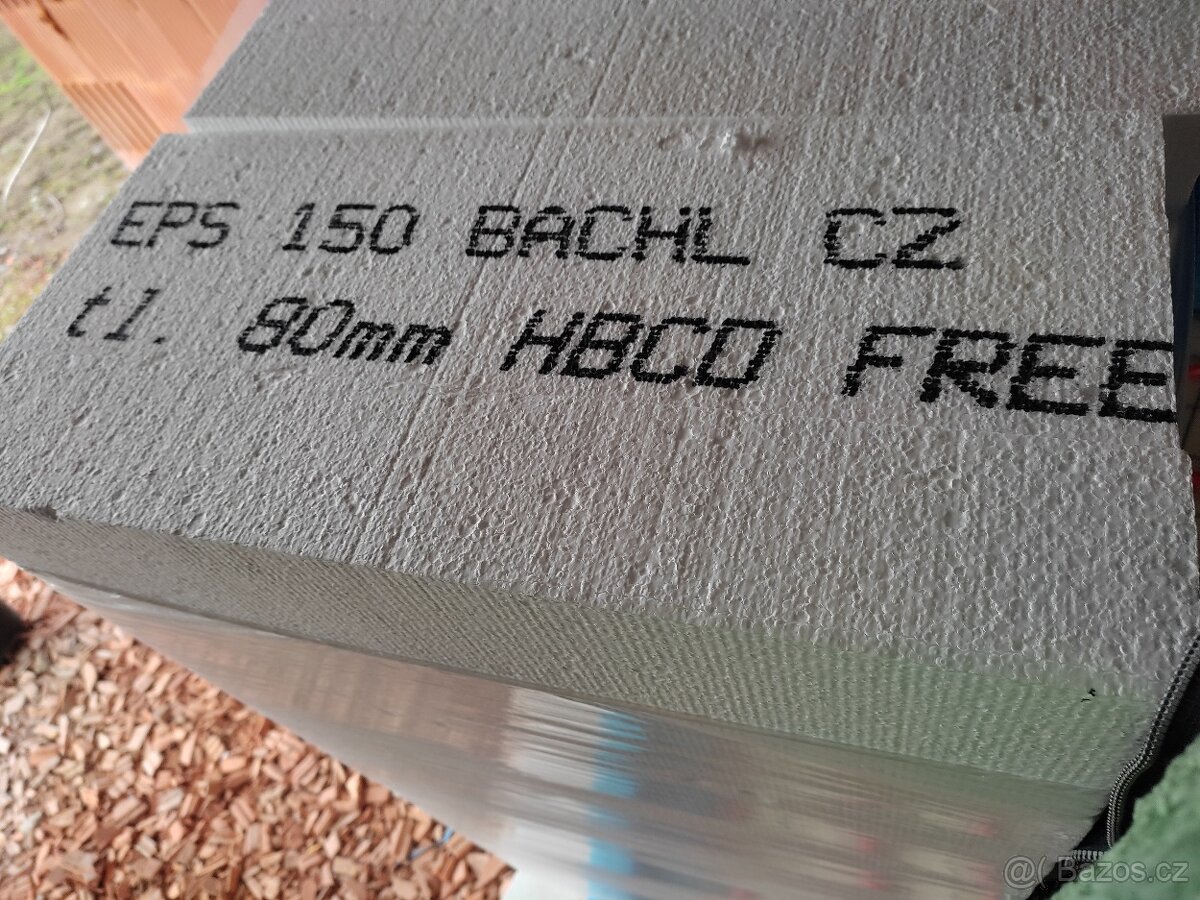 EPS 150 BACHL CZ
tl. 80mm HBCD FREE
@( Bazos.cz